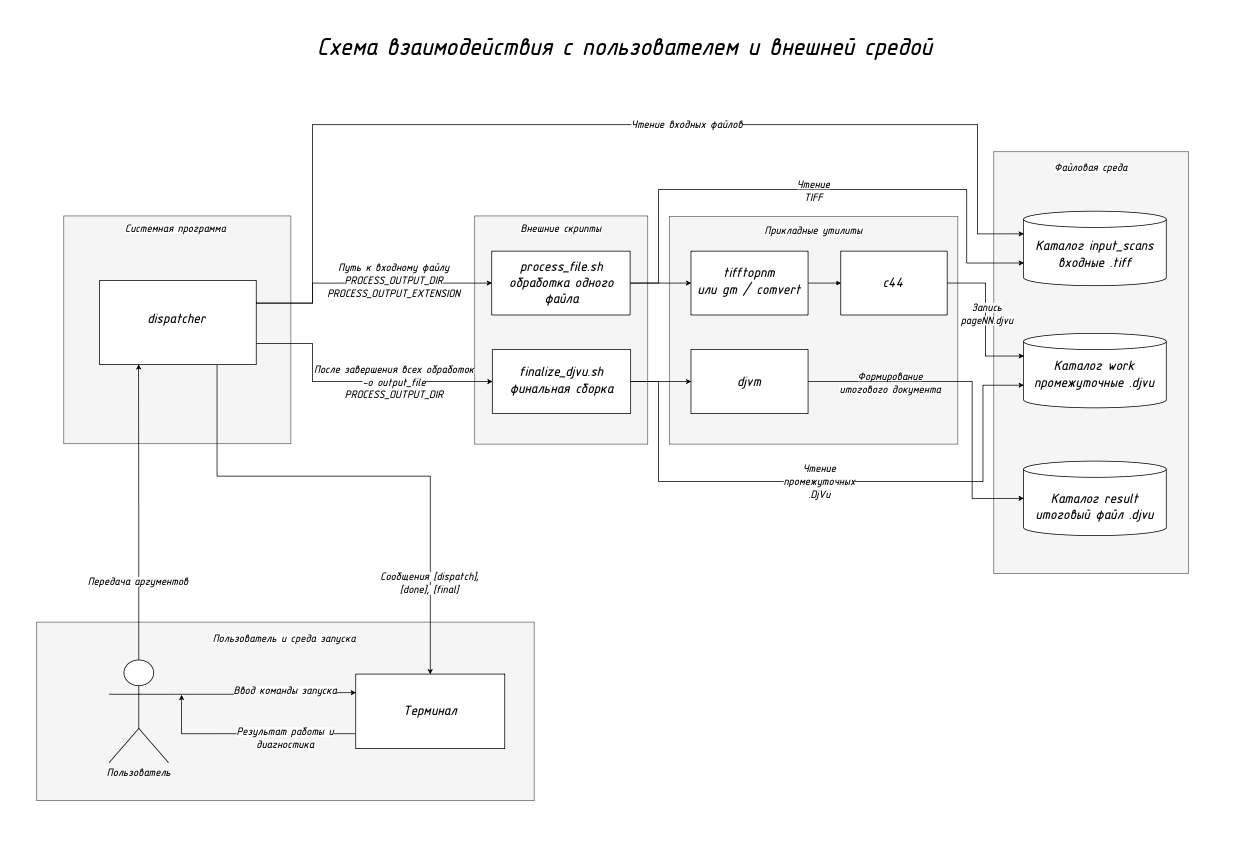 Схема взаимодействия с пользователем и внешней средой
Чтение входных файлов
Файловая среда
Чтение
TIFF
Системная программа
Внешние скрипты
Прикладные утилиты
Каталог input_scans
входные .tiff
Путь к входному файлу
PROCESS_OUTPUT_DIR
PROCESS_OUTPUT_EXTENSION
process_file.sh
обработка одного
файла
tifftopnm
или gm / comvert
c44
dispatcher
Запись
pageNN.djvu
Каталог work
промежуточные .djvu
После завершения всех обработок
-o output_file
PROCESS_OUTPUT_DIR
finalize_djvu.sh
финальная сборка
djvm
Формирование
итогового документа
Чтение
промежуточных
.DjVu
Каталог result
итоговый файл .djvu
Передача аргументов
Сообщения [dispatch],
[done], [final]
Пользователь и среда запуска
Ввод команды запуска
Терминал
Результат работы и
диагностика
Пользователь